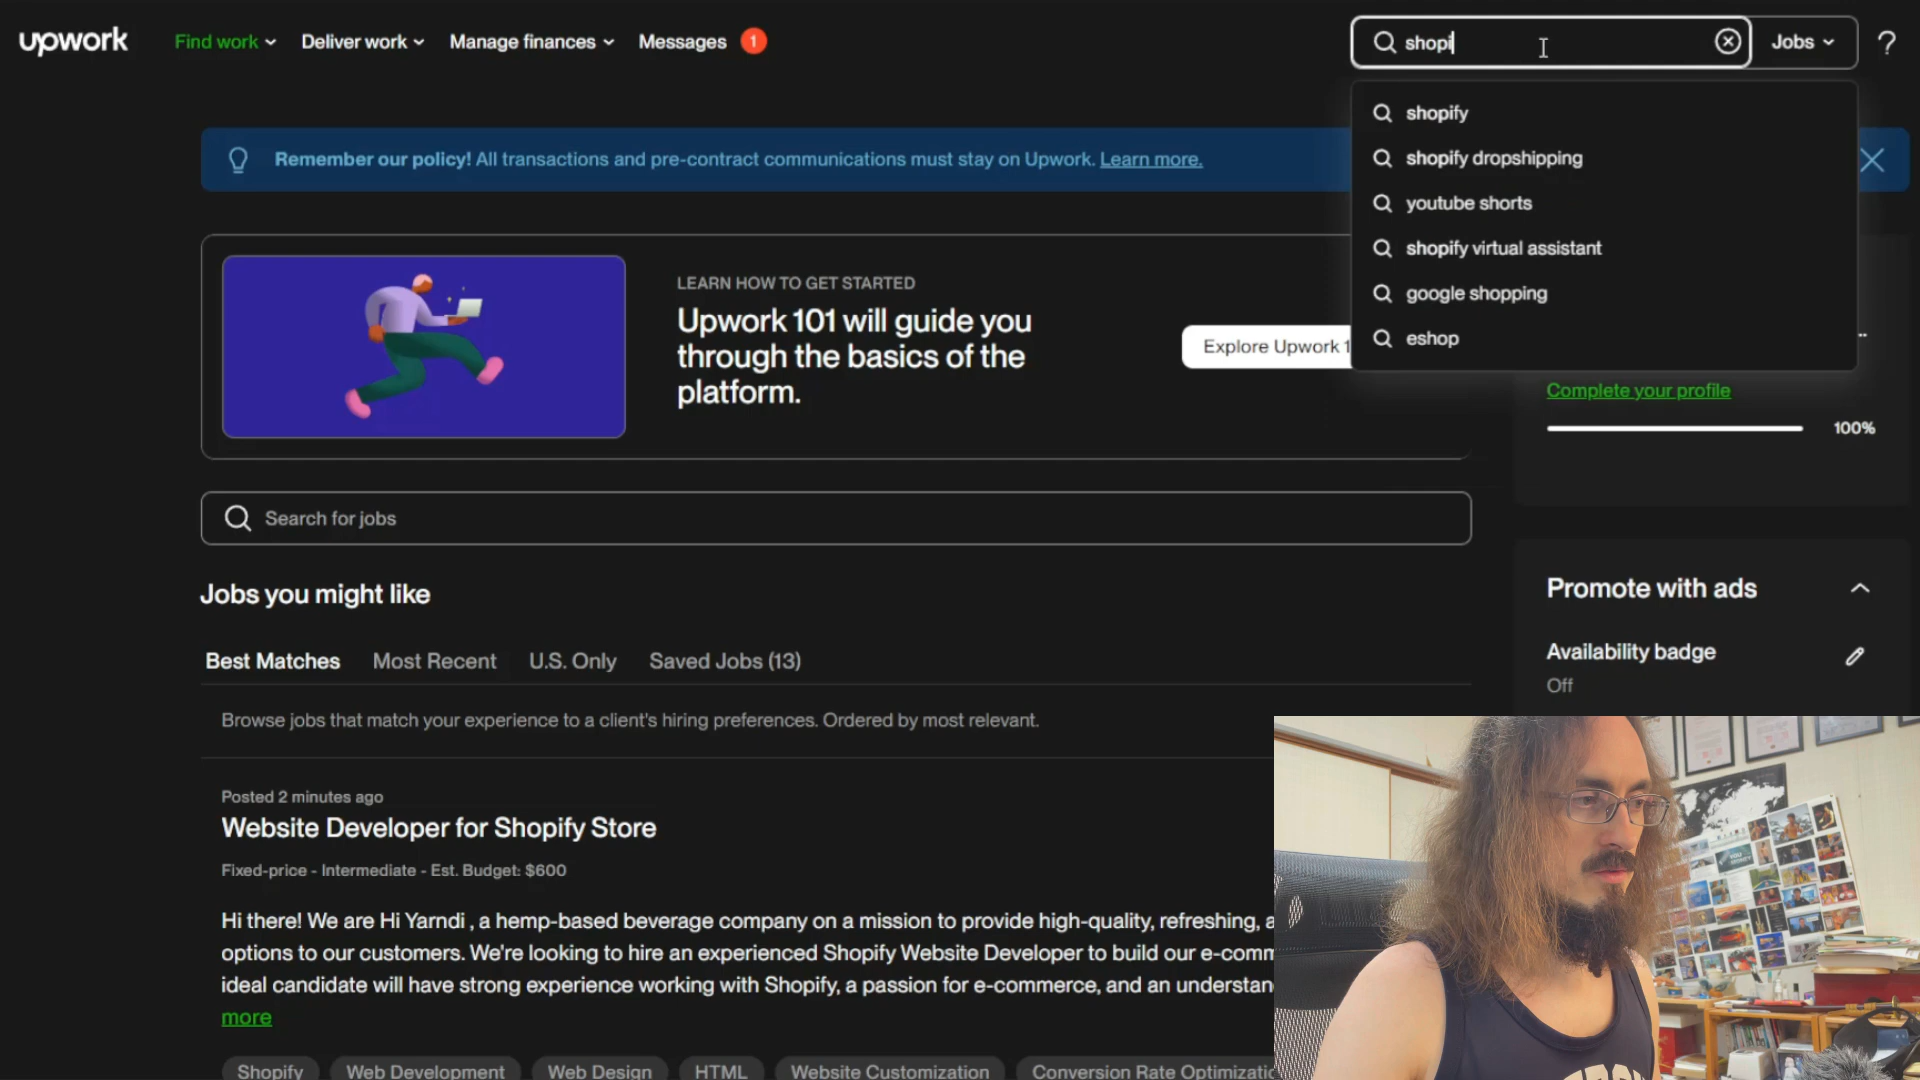 upwork
Find work
Deliver work
Manage finances
Messages
1
shopi
Jobs
?
shopify
shopify dropshipping
youtube shorts
shopify virtual assistant
google shopping
eshop
Remember our policy! All transactions and pre-contract communications must stay on Upwork. Learn more.
LEARN HOW TO GET STARTED
Upwork 101 will guide you
through the basics of the
platform.
Explore Upwork 1
Complete your profile
100%
Search for jobs
Jobs you might like
Promote with ads
Availability badge
Off
Best Matches
Most Recent
U.S. Only
Saved Jobs (13)
Browse jobs that match your experience to a client's hiring preferences. Ordered by most relevant.
Posted 2 minutes ago
Website Developer for Shopify Store
Fixed-price - Intermediate - Est. Budget: $600
Hi there! We are Hi Yarndi , a hemp-based beverage company on a mission to provide high-quality, refreshing, a
options to our customers. We're looking to hire an experienced Shopify Website Developer to build our e-comm
ideal candidate will have strong experience working with Shopify, a passion for e-commerce, and an understan
more
Shopify
Web Development
Web Design
HTML
Website Customization
Conversion Rate Optimizatio